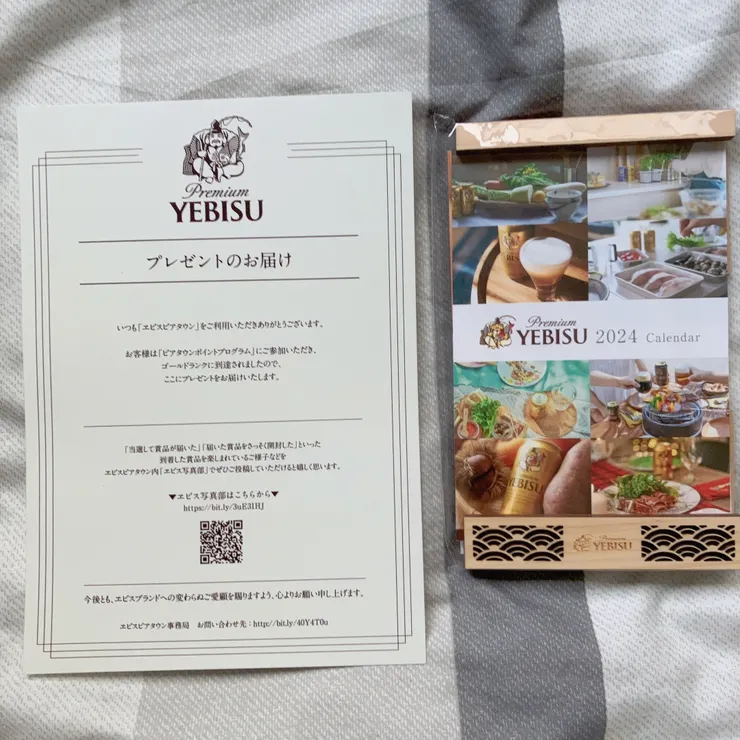 Premium
YEBISU
プレゼントのお届け
いつも「ヱビスビアタウン」をご利用いただきありがとうございます。
お客様は「ビアタウンポイントプログラム」にご参加いただき、
ゴールドランクに到達されましたので、
ここにプレゼントをお届けいたします。
「当選して賞品が届いた」「届いた賞品をさっそく開封した」といった
到着した賞品を楽しまれているご様子などを
ヱビスビアタウン内「ヱビス写真部」でぜひご投稿していただけると嬉しく思います。
▼ヱビス写真部はこちらから▼
https://bit.ly/3uE3lHJ
今後とも、ヱビスブランドへの変わらぬご愛顧を賜りますよう、心よりお願い申し上げます。
ヱビスビアタウン事務局 お問い合わせ先：http://bit.ly/40Y4T0u
Premium
YEBISU 2024 Calendar
YEBISU
Premium
YEBISU